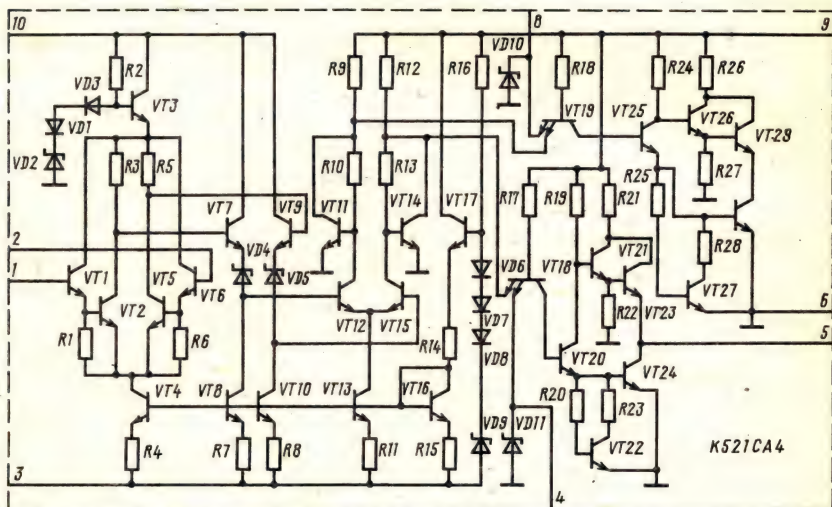 10
8
9
R2
VD10
VD3
VT3
R9
R12
R16
R18
R24
R26
VD1
VT19
VT25
VT26
VT28
VD2
R3
R5
R10
R13
R27
VT7
VT9
VT11
VT14
VT17
R17
R19
R21
R25
2
VD4
VD5
VD6
VT18
VT21
R28
1
VT1
VT2
VT5
VT6
VT12
VT15
VD7
R22
VT23
VT27
6
R1
R6
R14
VD8
VT20
5
VT4
VT8
VT10
VT13
VT16
R20
R23
VT24
R4
R7
R8
R11
R15
VD9
VD11
VT22
К521СА4
3
4